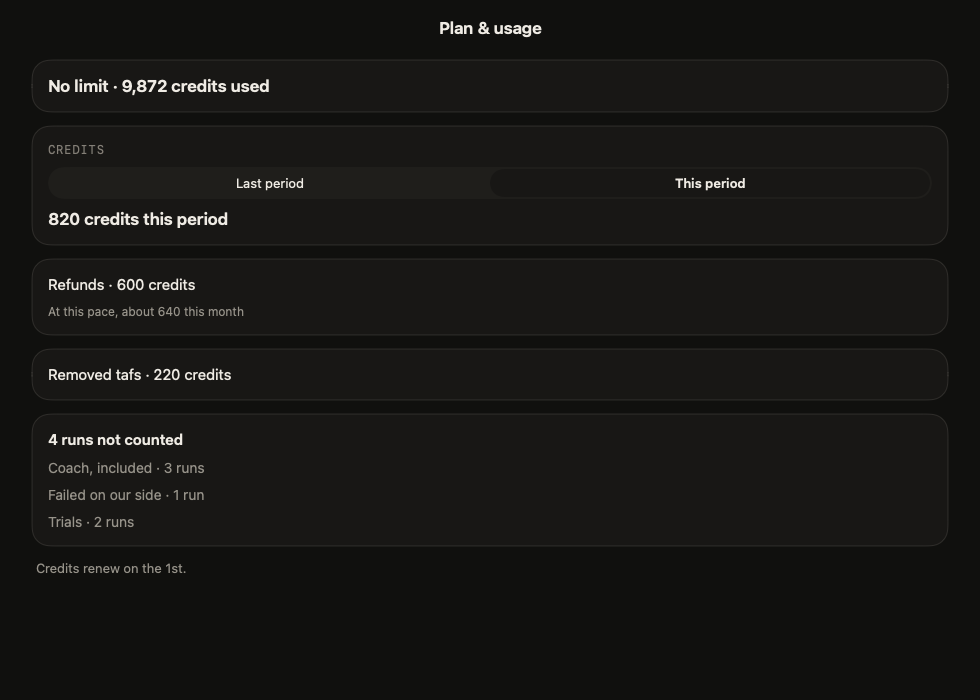 Plan & usage
No limit · 9,872 credits used
CREDITS
Last period
This period
820 credits this period
Refunds · 600 credits
At this pace, about 640 this month
Removed tafs · 220 credits
4 runs not counted
Coach, included · 3 runs
Failed on our side · 1 run
Trials · 2 runs
Credits renew on the 1st.